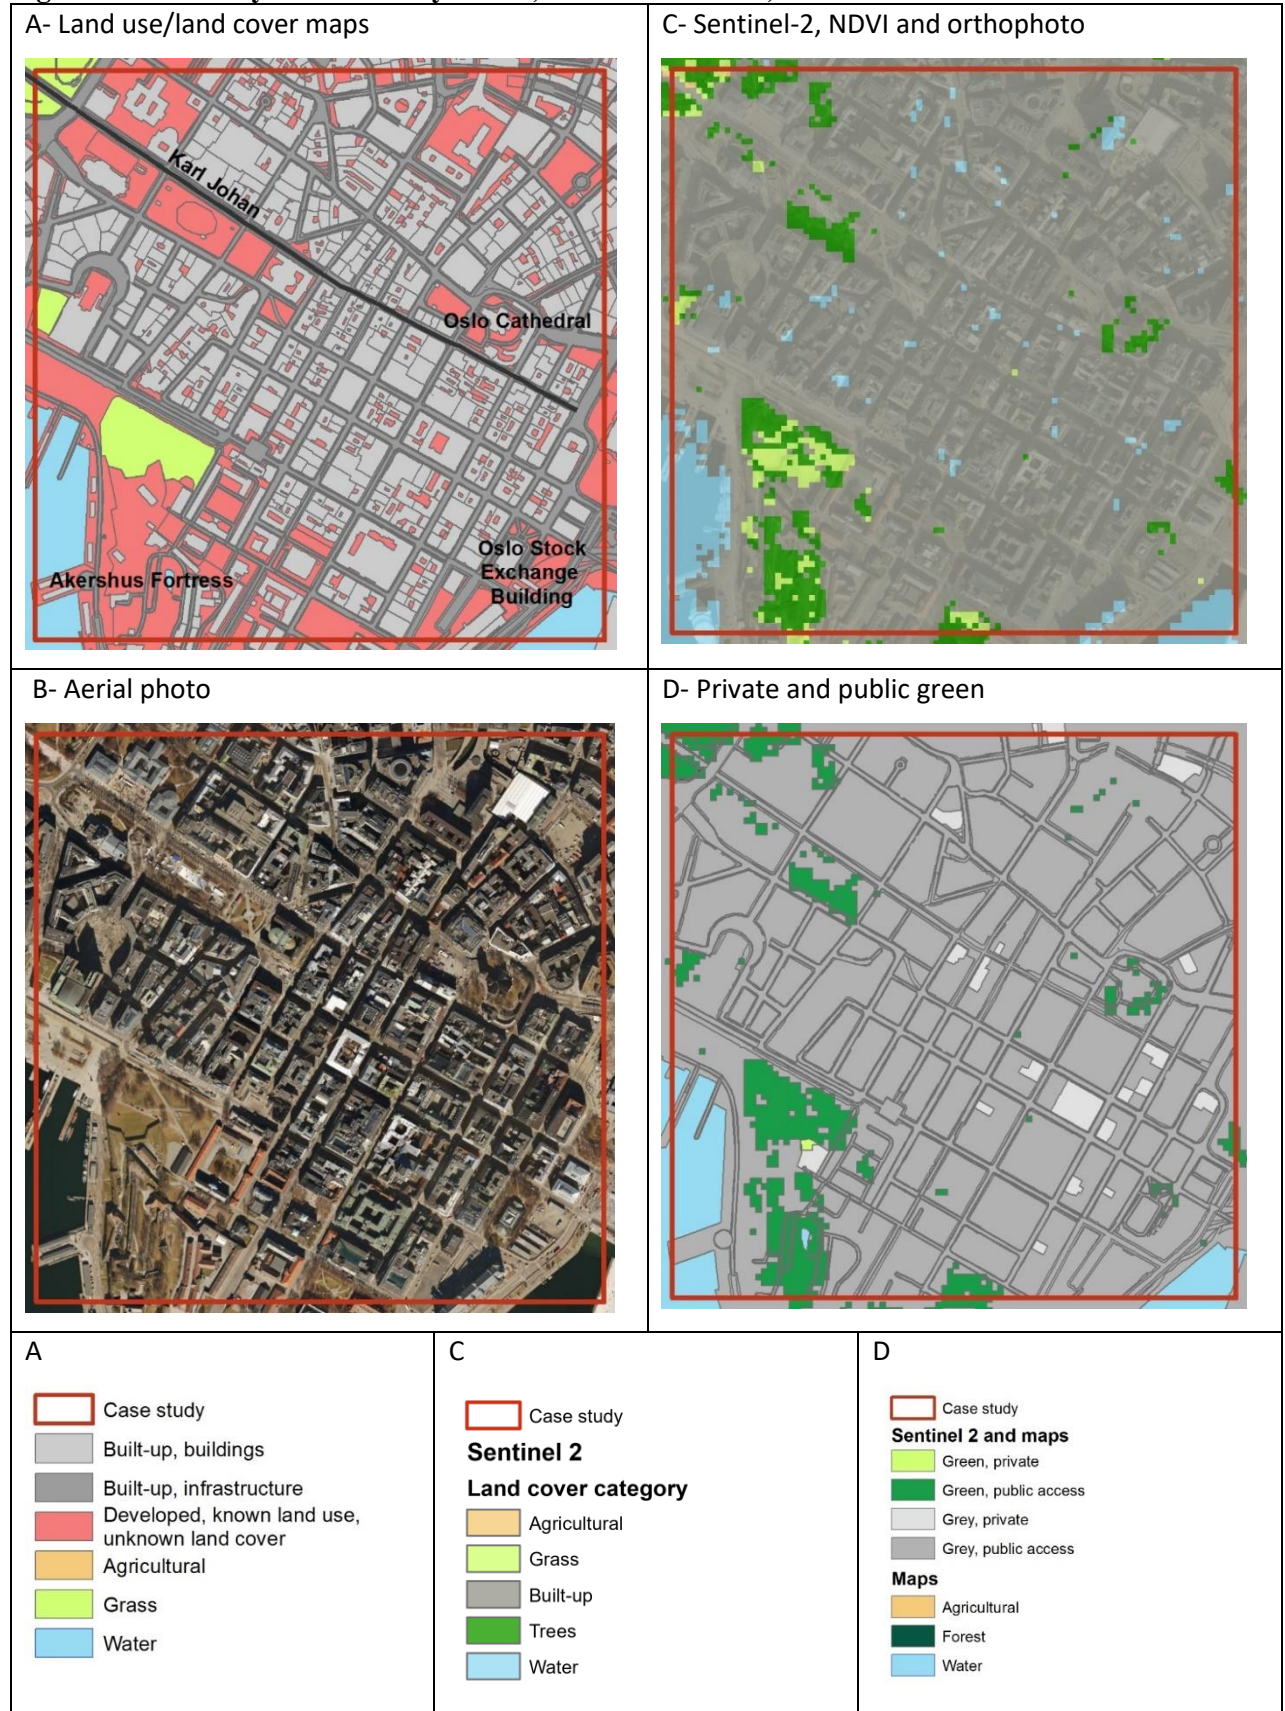 A- Land use/land cover maps
C- Sentinel-2, NDVI and orthophoto
Karl Johan
Oslo Cathedral
Oslo Stock
Exchange
Building
Akershus Fortress
B- Aerial photo
D- Private and public green
A
Case study
Built-up, buildings
Built-up, infrastructure
Developed, known land use,
unknown land cover
Agricultural
Grass
Water
C
Case study
Sentinel 2
Land cover category
Agricultural
Grass
Built-up
Trees
Water
D
Case study
Sentinel 2 and maps
Green, private
Green, public access
Grey, private
Grey, public access
Maps
Agricultural
Forest
Water